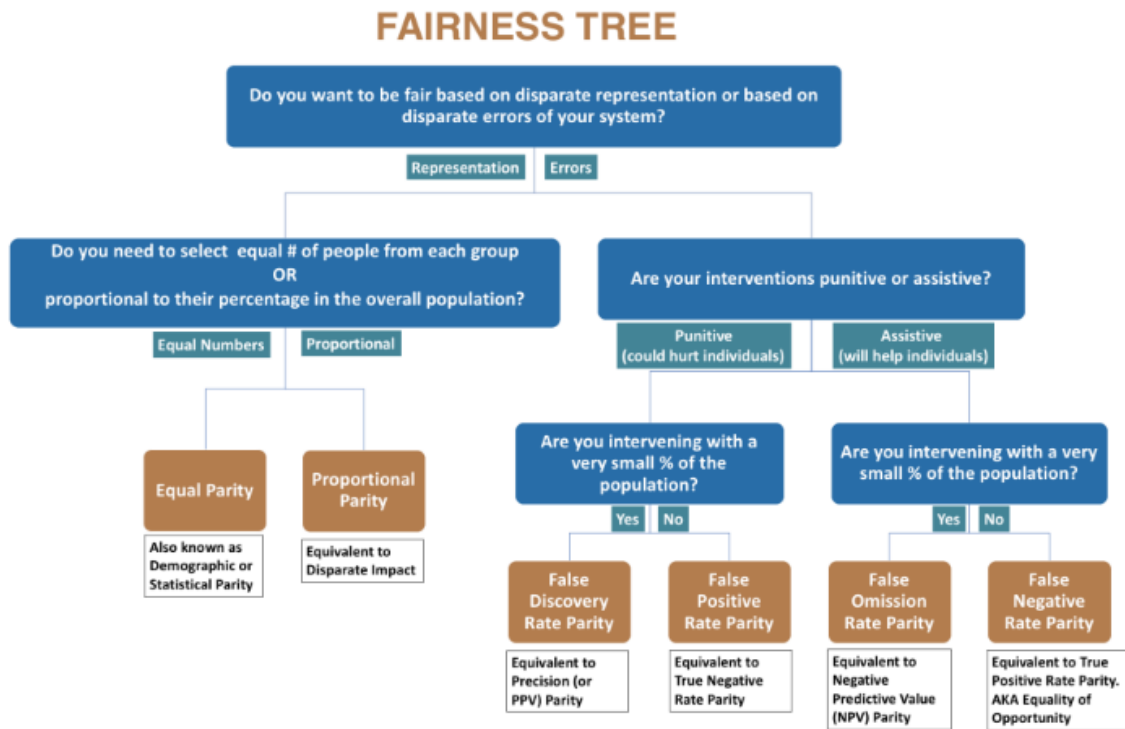 FAIRNESS TREE
Do you want to be fair based on disparate representation or based on
disparate errors of your system?
Representation
Errors
Do you need to select equal # of people from each group
OR
proportional to their percentage in the overall population?
Are your interventions punitive or assistive?
Equal Numbers
Proportional
Punitive
(could hurt individuals)
Assistive
(will help individuals)
Equal Parity
Proportional
Parity
Also known as
Demographic or
Statistical Parity
Equivalent to
Disparate Impact
Are you intervening with a
very small % of the
population?
Are you intervening with a very
small % of the population?
Yes
No
Yes
No
False
Discovery
Rate Parity
False
Positive
Rate Parity
False
Omission
Rate Parity
False
Negative
Rate Parity
Equivalent to
Precision (or
PPV) Parity
Equivalent to
True Negative
Rate Parity
Equivalent to
Negative
Predictive Value
(NPV) Parity
Equivalent to True
Positive Rate Parity.
AKA Equality of
Opportunity